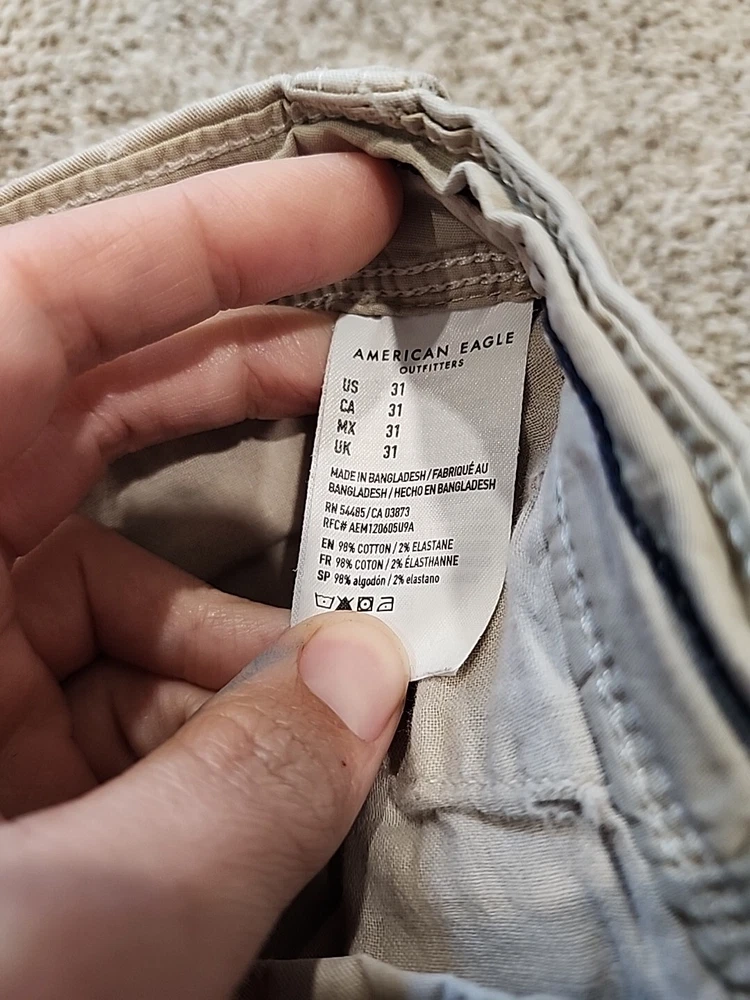 AMERICAN EAGLE
OUTFITTERS
US 31
CA 31
MX 31
UK 31
MADE IN BANGLADESH / FABRIQUÉ AU
BANGLADESH / HECHO EN BANGLADESH
RN 54485 / CA 03873
RFC# AEM120605U9A
EN 98% COTTON / 2% ELASTANE
FR 98% COTON / 2% ÉLASTHANNE
SP 98% algodón / 2% elastano